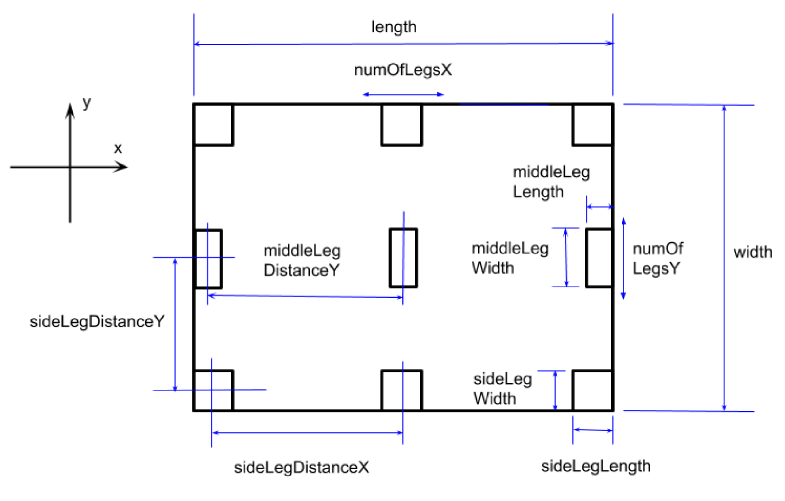 length
numOfLegsX
y
x
middleLeg
Length
middleLeg
DistanceY
middleLeg
Width
numOf
LegsY
width
sideLegDistanceY
sideLeg
Width
sideLegDistanceX
sideLegLength